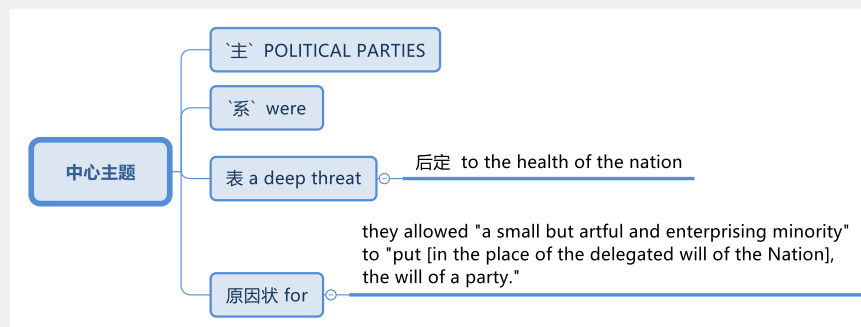 中心主题
`主` POLITICAL PARTIES
`系` were
表 a deep threat
后定 to the health of the nation
原因状 for
they allowed "a small but artful and enterprising minority"
to "put [in the place of the delegated will of the Nation],
the will of a party."